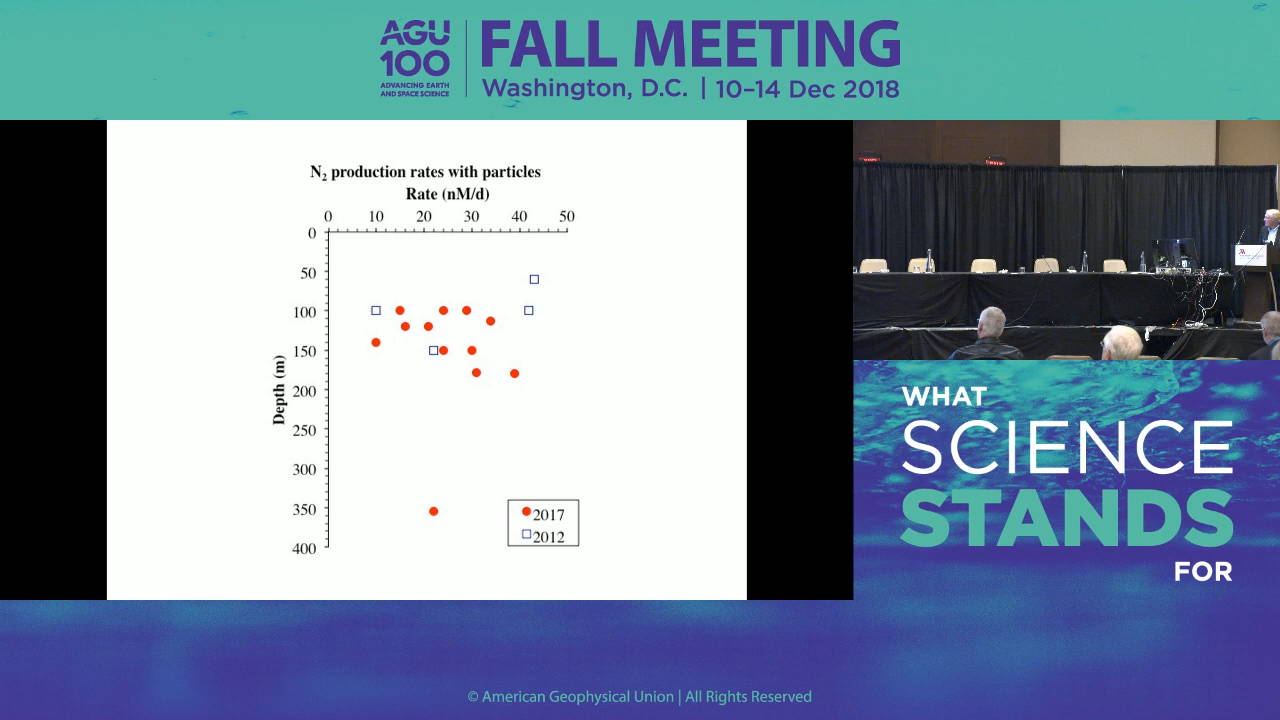 AGU
100
ADVANCING EARTH
AND SPACE SCIENCE
FALL MEETING
Washington, D.C. | 10–14 Dec 2018
N₂ production rates with particles
Rate (nM/d)
0 10 20 30 40 50
0
50
100
150
200
250
300
350
400
Depth (m)
2017
2012
WHAT
SCIENCE
STANDS
FOR
© American Geophysical Union | All Rights Reserved